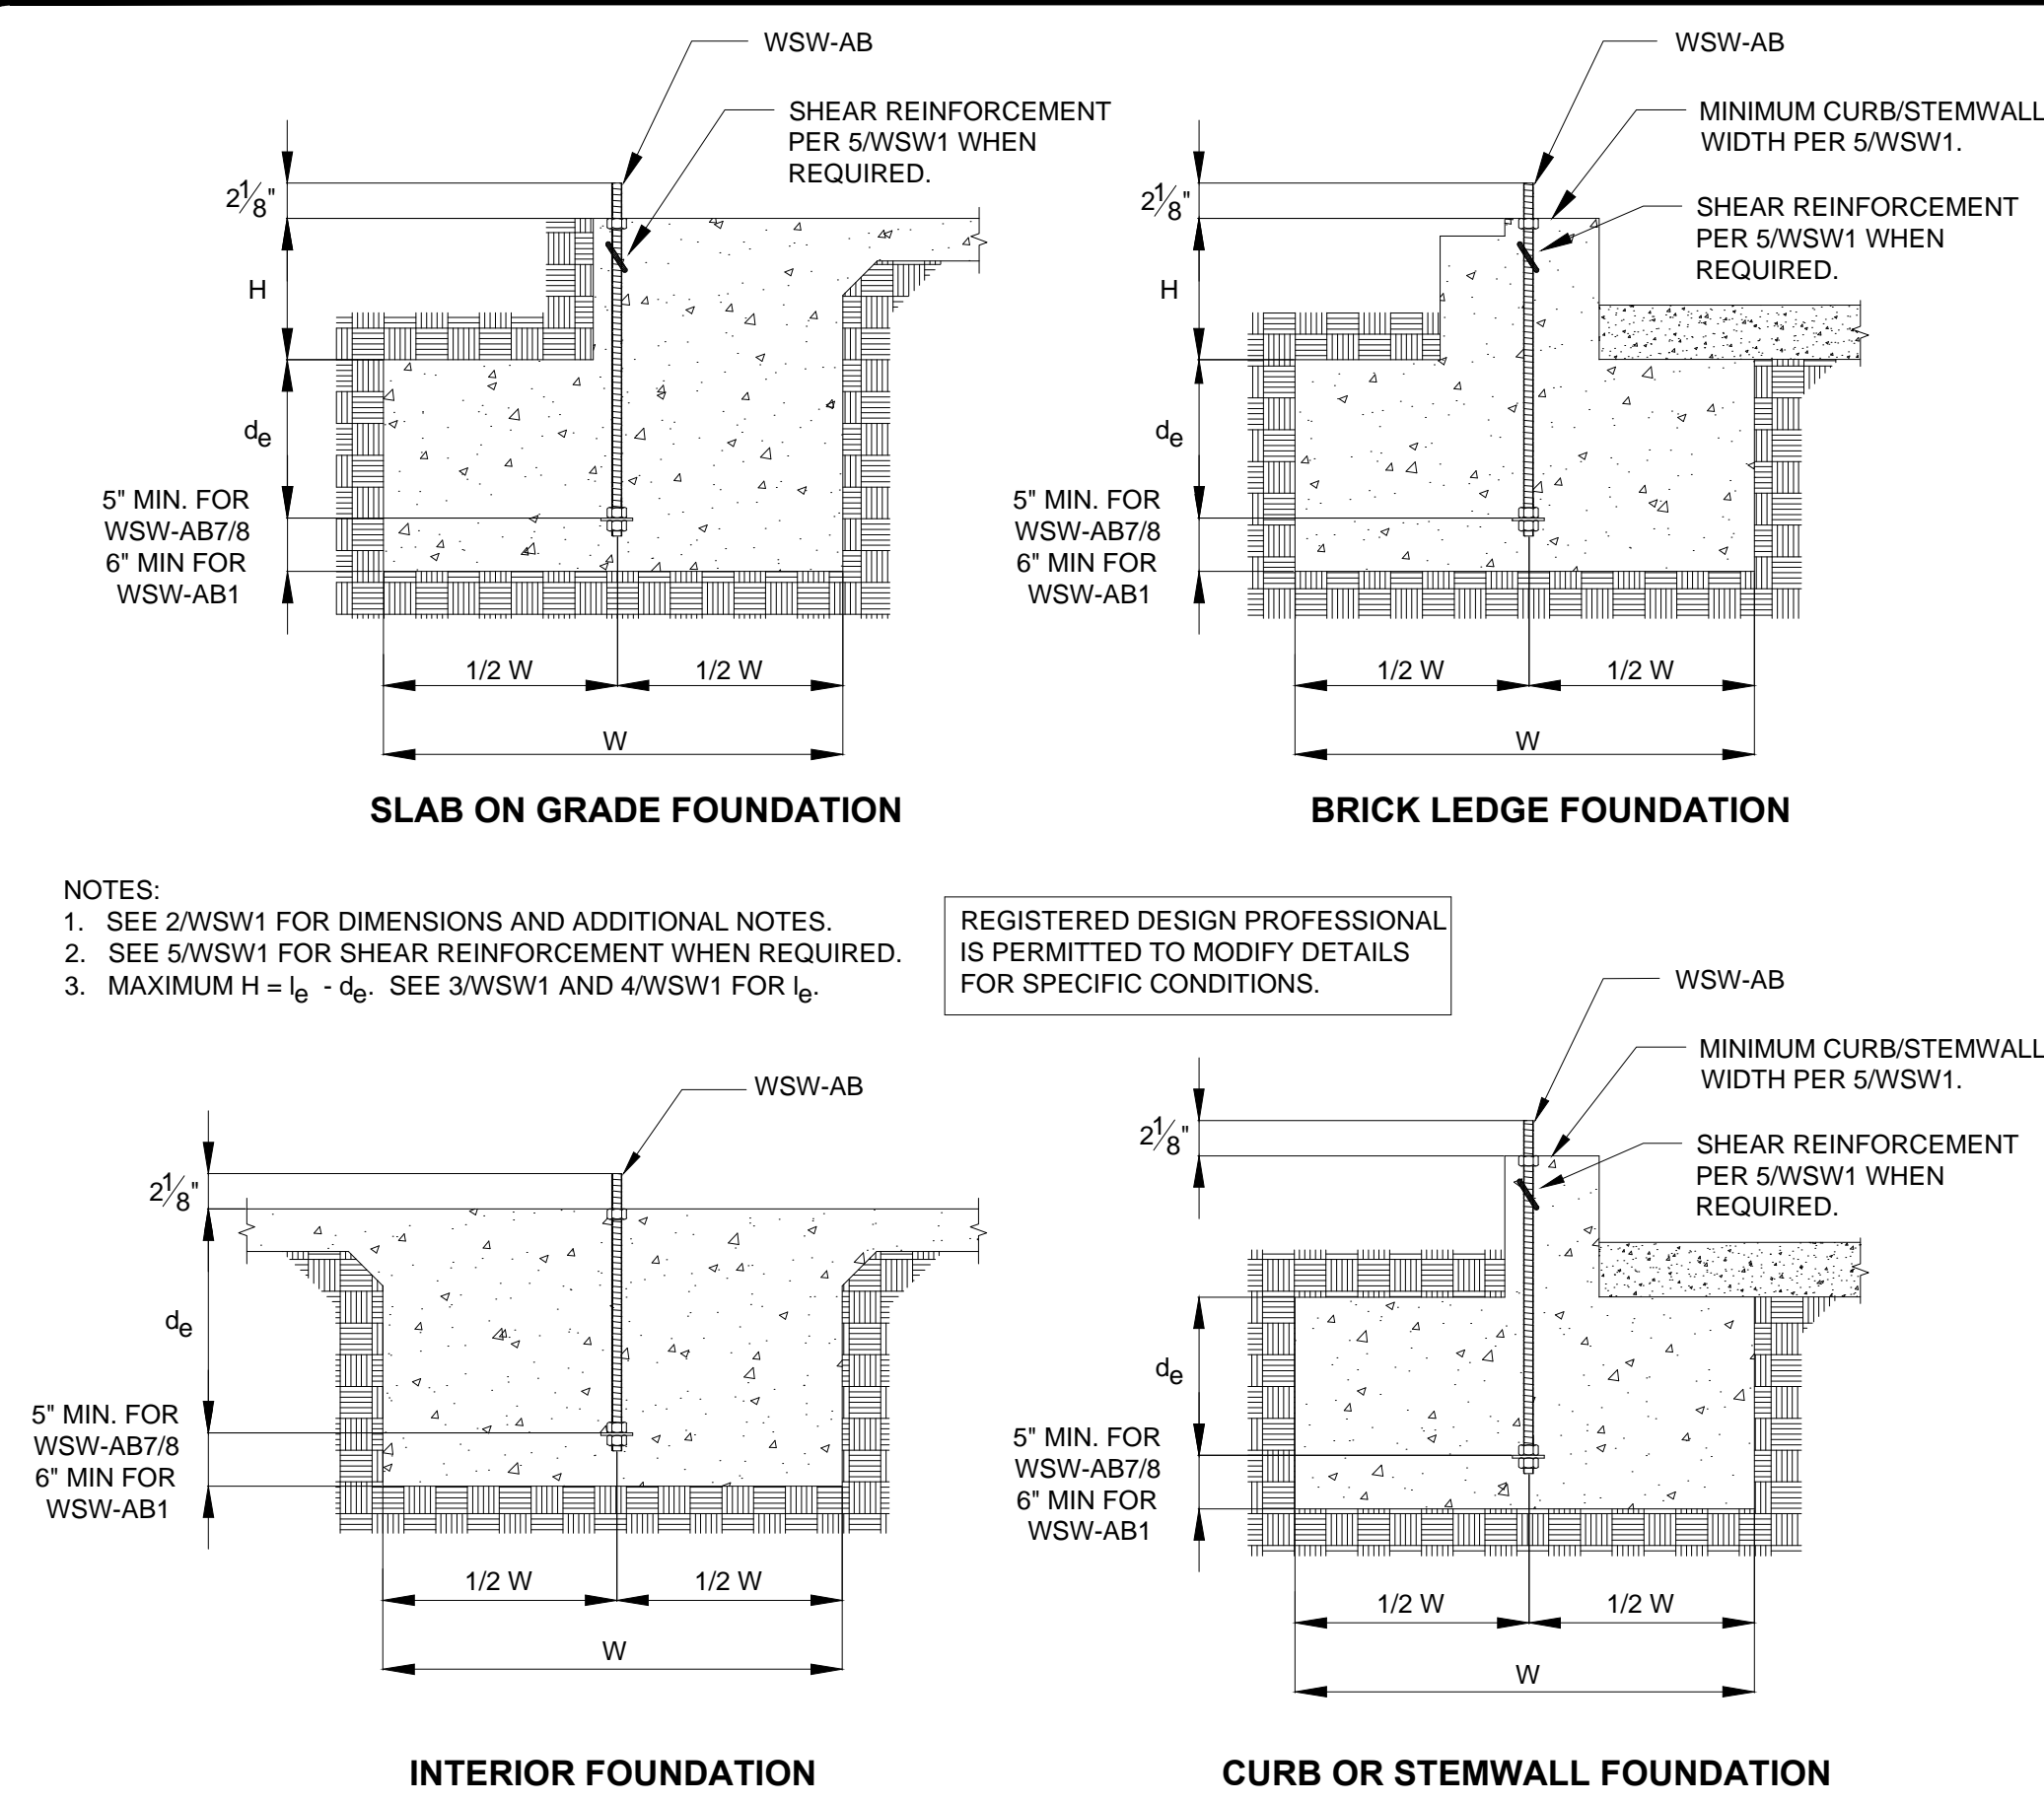 WSW-AB
SHEAR REINFORCEMENT
PER 5/WSW1 WHEN
REQUIRED.
2 1/8"
H
de
5" MIN. FOR
WSW-AB7/8
6" MIN FOR
WSW-AB1
1/2 W
1/2 W
W
SLAB ON GRADE FOUNDATION
WSW-AB
MINIMUM CURB/STEMWALL
WIDTH PER 5/WSW1.
SHEAR REINFORCEMENT
PER 5/WSW1 WHEN
REQUIRED.
2 1/8"
H
de
5" MIN. FOR
WSW-AB7/8
6" MIN FOR
WSW-AB1
1/2 W
1/2 W
W
BRICK LEDGE FOUNDATION
NOTES:
1. SEE 2/WSW1 FOR DIMENSIONS AND ADDITIONAL NOTES.
2. SEE 5/WSW1 FOR SHEAR REINFORCEMENT WHEN REQUIRED.
3. MAXIMUM H = le - de. SEE 3/WSW1 AND 4/WSW1 FOR le.
REGISTERED DESIGN PROFESSIONAL
IS PERMITTED TO MODIFY DETAILS
FOR SPECIFIC CONDITIONS.
WSW-AB
2 1/8"
de
5" MIN. FOR
WSW-AB7/8
6" MIN FOR
WSW-AB1
1/2 W
1/2 W
W
INTERIOR FOUNDATION
WSW-AB
MINIMUM CURB/STEMWALL
WIDTH PER 5/WSW1.
SHEAR REINFORCEMENT
PER 5/WSW1 WHEN
REQUIRED.
2 1/8"
de
5" MIN. FOR
WSW-AB7/8
6" MIN FOR
WSW-AB1
1/2 W
1/2 W
W
CURB OR STEMWALL FOUNDATION